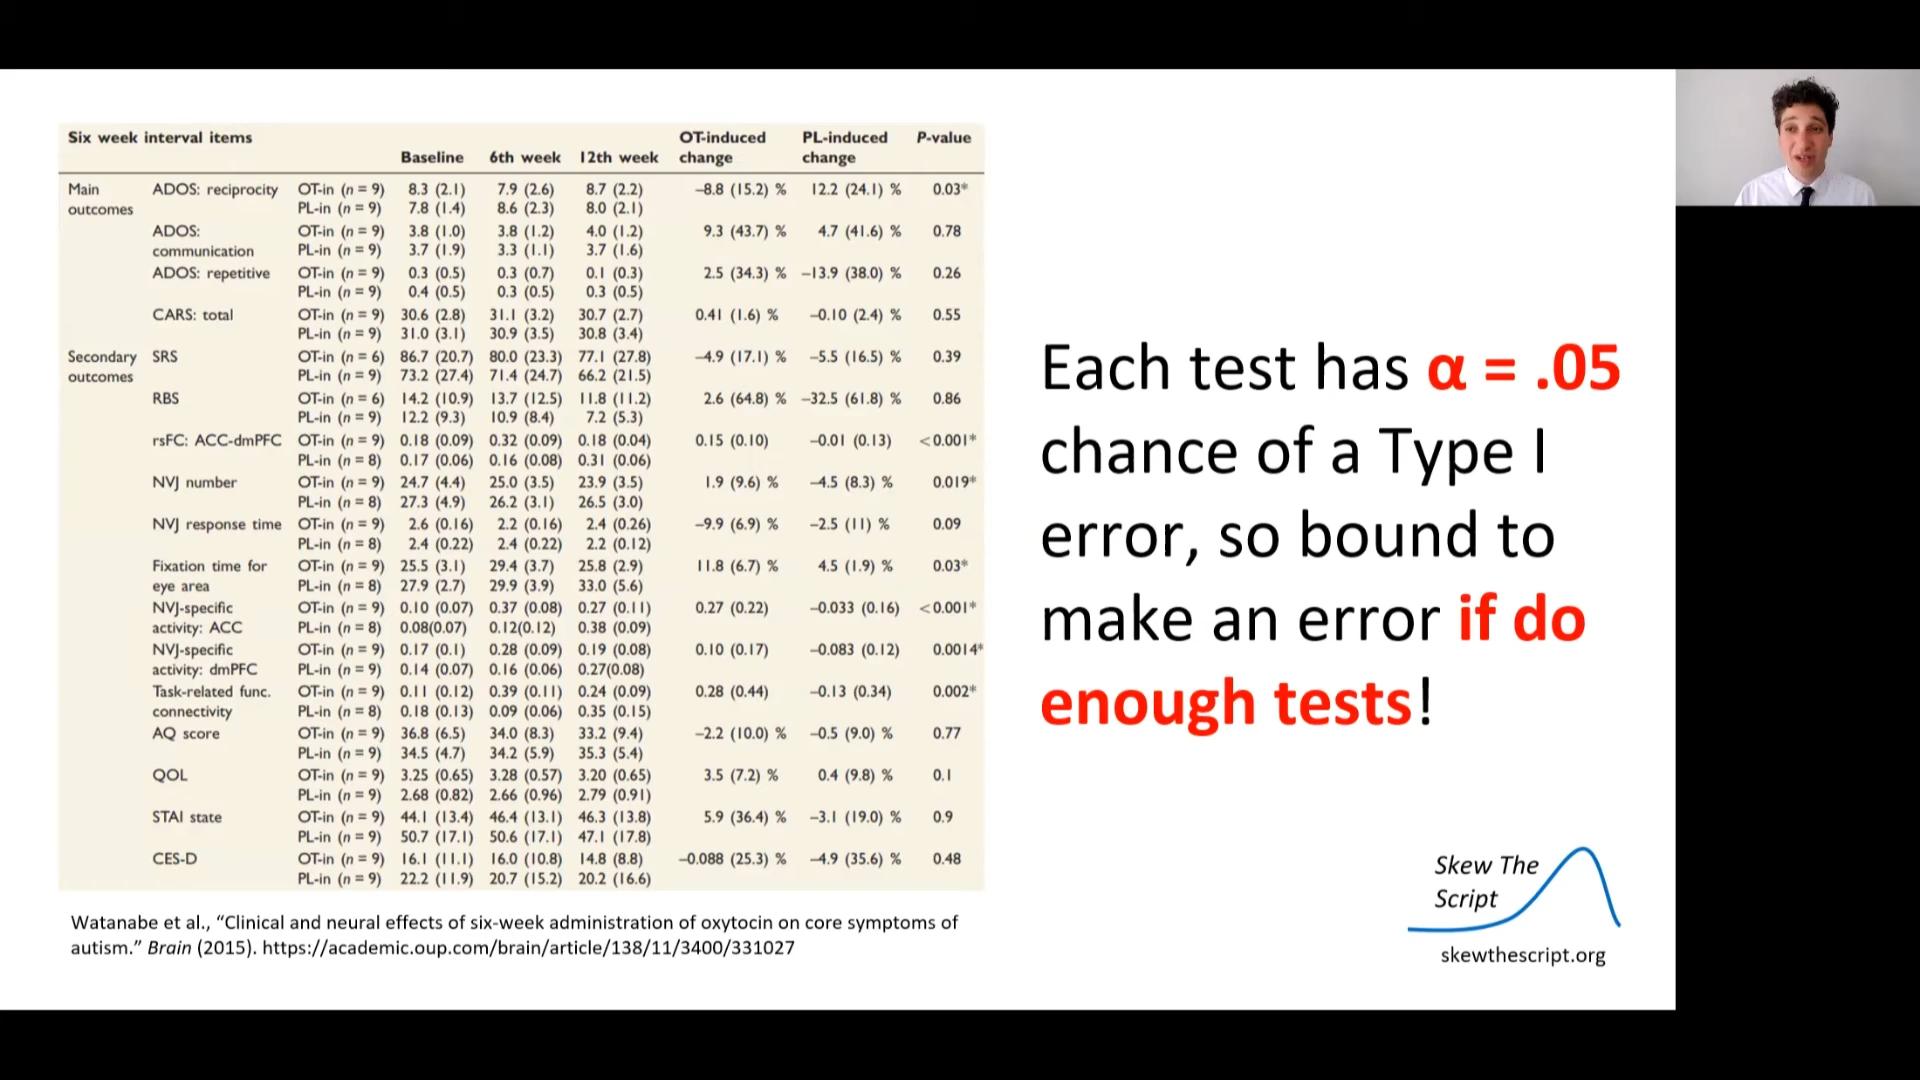 Six week interval items OT-induced PL-induced P-value
Baseline 6th week 12th week change change
Main ADOS: reciprocity OT-in (n = 9) 8.3 (2.1) 7.9 (2.6) 8.7 (2.2) −8.8 (15.2) % 12.2 (24.1) % 0.03*
outcomes PL-in (n = 9) 7.8 (1.4) 8.6 (2.3) 8.0 (2.1)
ADOS: OT-in (n = 9) 3.8 (1.0) 3.8 (1.2) 4.0 (1.2) 9.3 (43.7) % 4.7 (41.6) % 0.78
communication PL-in (n = 9) 3.7 (1.9) 3.3 (1.1) 3.7 (1.6)
ADOS: repetitive OT-in (n = 9) 0.3 (0.5) 0.3 (0.7) 0.1 (0.3) 2.5 (34.3) % −13.9 (38.0) % 0.26
PL-in (n = 9) 0.4 (0.5) 0.3 (0.5) 0.3 (0.5)
CARS: total OT-in (n = 9) 30.6 (2.8) 31.1 (3.2) 30.7 (2.7) 0.41 (1.6) % −0.10 (2.4) % 0.55
PL-in (n = 9) 31.0 (3.1) 30.9 (3.5) 30.8 (3.4)
Secondary SRS OT-in (n = 6) 86.7 (20.7) 80.0 (23.3) 77.1 (27.8) −4.9 (17.1) % −5.5 (16.5) % 0.39
outcomes PL-in (n = 9) 73.2 (27.4) 71.4 (24.7) 66.2 (21.5)
RBS OT-in (n = 6) 14.2 (10.9) 13.7 (12.5) 11.8 (11.2) 2.6 (64.8) % −32.5 (61.8) % 0.86
PL-in (n = 9) 12.2 (9.3) 10.9 (8.4) 7.2 (5.3)
rsFC: ACC-dmPFC OT-in (n = 9) 0.18 (0.09) 0.32 (0.09) 0.18 (0.04) 0.15 (0.10) −0.01 (0.13) <0.001*
PL-in (n = 8) 0.17 (0.06) 0.16 (0.08) 0.31 (0.06)
NVJ number OT-in (n = 9) 24.7 (4.4) 25.0 (3.5) 23.9 (3.5) 1.9 (9.6) % −4.5 (8.3) % 0.019*
PL-in (n = 8) 27.3 (4.9) 26.2 (3.1) 26.5 (3.0)
NVJ response time OT-in (n = 9) 2.6 (0.16) 2.2 (0.16) 2.4 (0.26) −9.9 (6.9) % −2.5 (11) % 0.09
PL-in (n = 8) 2.4 (0.22) 2.4 (0.22) 2.2 (0.12)
Fixation time for OT-in (n = 9) 25.5 (3.1) 29.4 (3.7) 25.8 (2.9) 11.8 (6.7) % 4.5 (1.9) % 0.03*
eye area PL-in (n = 8) 27.9 (2.7) 29.9 (3.9) 33.0 (5.6)
NVJ-specific OT-in (n = 9) 0.10 (0.07) 0.37 (0.08) 0.27 (0.11) 0.27 (0.22) −0.033 (0.16) <0.001*
activity: ACC PL-in (n = 8) 0.08(0.07) 0.12(0.12) 0.38 (0.09)
NVJ-specific OT-in (n = 9) 0.17 (0.1) 0.28 (0.09) 0.19 (0.08) 0.10 (0.17) −0.083 (0.12) 0.0014*
activity: dmPFC PL-in (n = 9) 0.14 (0.07) 0.16 (0.06) 0.27(0.08)
Task-related func. OT-in (n = 9) 0.11 (0.12) 0.39 (0.11) 0.24 (0.09) 0.28 (0.44) −0.13 (0.34) 0.002*
connectivity PL-in (n = 8) 0.18 (0.13) 0.09 (0.06) 0.35 (0.15)
AQ score OT-in (n = 9) 36.8 (6.5) 34.0 (8.3) 33.2 (9.4) −2.2 (10.0) % −0.5 (9.0) % 0.77
PL-in (n = 9) 34.5 (4.7) 34.2 (5.9) 35.3 (5.4)
QOL OT-in (n = 9) 3.25 (0.65) 3.28 (0.57) 3.20 (0.65) 3.5 (7.2) % 0.4 (9.8) % 0.1
PL-in (n = 9) 2.68 (0.82) 2.66 (0.96) 2.79 (0.91)
STAI state OT-in (n = 9) 44.1 (13.4) 46.4 (13.1) 46.3 (13.8) 5.9 (36.4) % −3.1 (19.0) % 0.9
PL-in (n = 9) 50.7 (17.1) 50.6 (17.1) 47.1 (17.8)
CES-D OT-in (n = 9) 16.1 (11.1) 16.0 (10.8) 14.8 (8.8) −0.088 (25.3) % −4.9 (35.6) % 0.48
PL-in (n = 9) 22.2 (11.9) 20.7 (15.2) 20.2 (16.6)
Watanabe et al., “Clinical and neural effects of six-week administration of oxytocin on core symptoms of
autism.” Brain (2015). https://academic.oup.com/brain/article/138/11/3400/331027
Each test has α = .05
chance of a Type I
error, so bound to
make an error if do
enough tests!
Skew The
Script
skewthescript.org